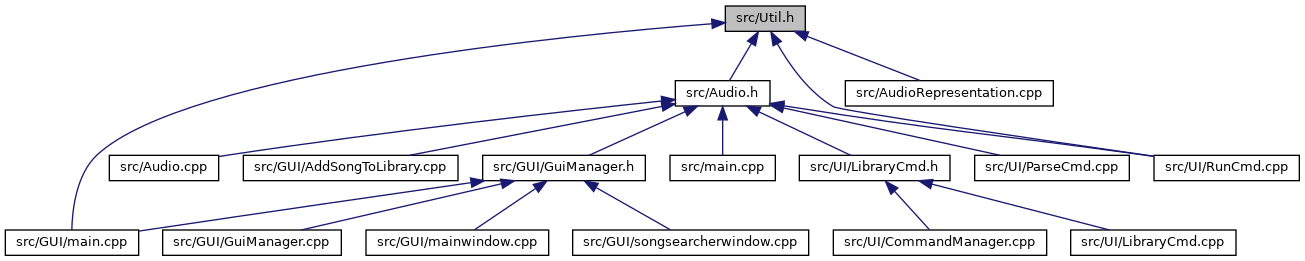 src/Util.h
src/Audio.h
src/AudioRepresentation.cpp
src/Audio.cpp
src/GUI/AddSongToLibrary.cpp
src/GUI/GuiManager.h
src/main.cpp
src/UI/LibraryCmd.h
src/UI/ParseCmd.cpp
src/UI/RunCmd.cpp
src/GUI/main.cpp
src/GUI/GuiManager.cpp
src/GUI/mainwindow.cpp
src/GUI/songsearcherwindow.cpp
src/UI/CommandManager.cpp
src/UI/LibraryCmd.cpp